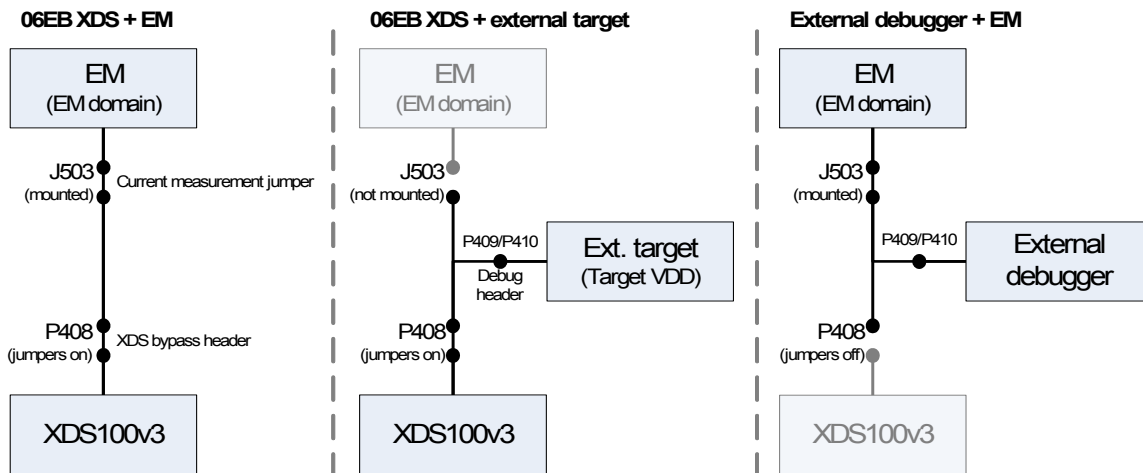 06EB XDS + EM
EM
(EM domain)
J503
(mounted)
Current measurement jumper
P408
(jumpers on)
XDS bypass header
XDS100v3
06EB XDS + external target
EM
(EM domain)
J503
(not mounted)
P409/P410
Debug
header
Ext. target
(Target VDD)
P408
(jumpers on)
XDS100v3
External debugger + EM
EM
(EM domain)
J503
(mounted)
P409/P410
External
debugger
P408
(jumpers off)
XDS100v3